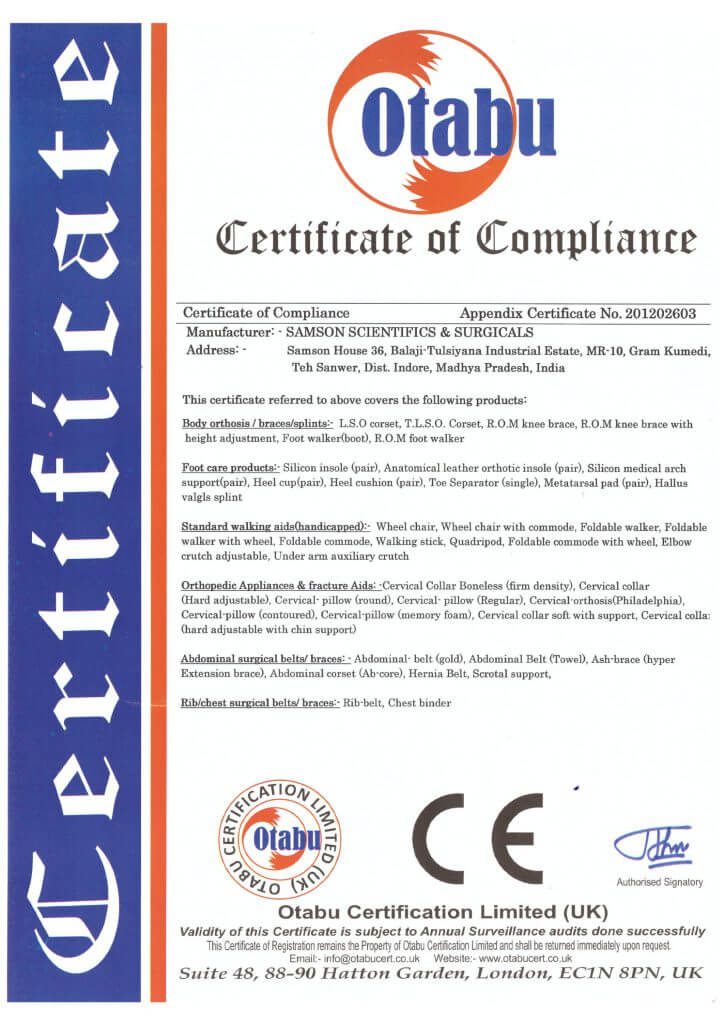 Certificate
Otabu
Certificate of Compliance
Certificate of Compliance Appendix Certificate No. 201202603
Manufacturer: - SAMSON SCIENTIFICS & SURGICALS
Address: - Samson House 36, Balaji-Tulsiyana Industrial Estate, MR-10, Gram Kumedi,
Teh Sanwer, Dist. Indore, Madhya Pradesh, India
This certificate referred to above covers the following products:
Body orthosis / braces/splints:- L.S.O corset, T.L.S.O. Corset, R.O.M knee brace, R.O.M knee brace with
height adjustment, Foot walker(boot), R.O.M foot walker
Foot care products:- Silicon insole (pair), Anatomical leather orthotic insole (pair), Silicon medical arch
support(pair), Heel cup(pair), Heel cushion (pair), Toe Separator (single), Metatarsal pad (pair), Hallus
valgls splint
Standard walking aids(handicapped):- Wheel chair, Wheel chair with commode, Foldable walker, Foldable
walker with wheel, Foldable commode, Walking stick, Quadripod, Foldable commode with wheel, Elbow
crutch adjustable, Under arm auxiliary crutch
Orthopedic Appliances & fracture Aids: -Cervical Collar Boneless (firm density), Cervical collar
(Hard adjustable), Cervical- pillow (round), Cervical- pillow (Regular), Cervical-orthosis(Philadelphia),
Cervical-pillow (contoured), Cervical-pillow (memory foam), Cervical collar soft with support, Cervical colla:
(hard adjustable with chin support)
Abdominal surgical belts/ braces: - Abdominal- belt (gold), Abdominal Belt (Towel), Ash-brace (hyper
Extension brace), Abdominal corset (Ab-core), Hernia Belt, Scrotal support,
Rib/chest surgical belts/ braces:- Rib-belt, Chest binder
OTABU CERTIFICATION LIMITED (UK)
Otabu
CE
Authorised Signatory
Otabu Certification Limited (UK)
Validity of this Certificate is subject to Annual Surveillance audits done successfully
This Certificate of Registration remains the Property of Otabu Certification Limited and shall be returned immediately upon request.
Email:- info@otabucert.co.uk Website:- www.otabucert.co.uk
Suite 48, 88-90 Hatton Garden, London, EC1N 8PN, UK